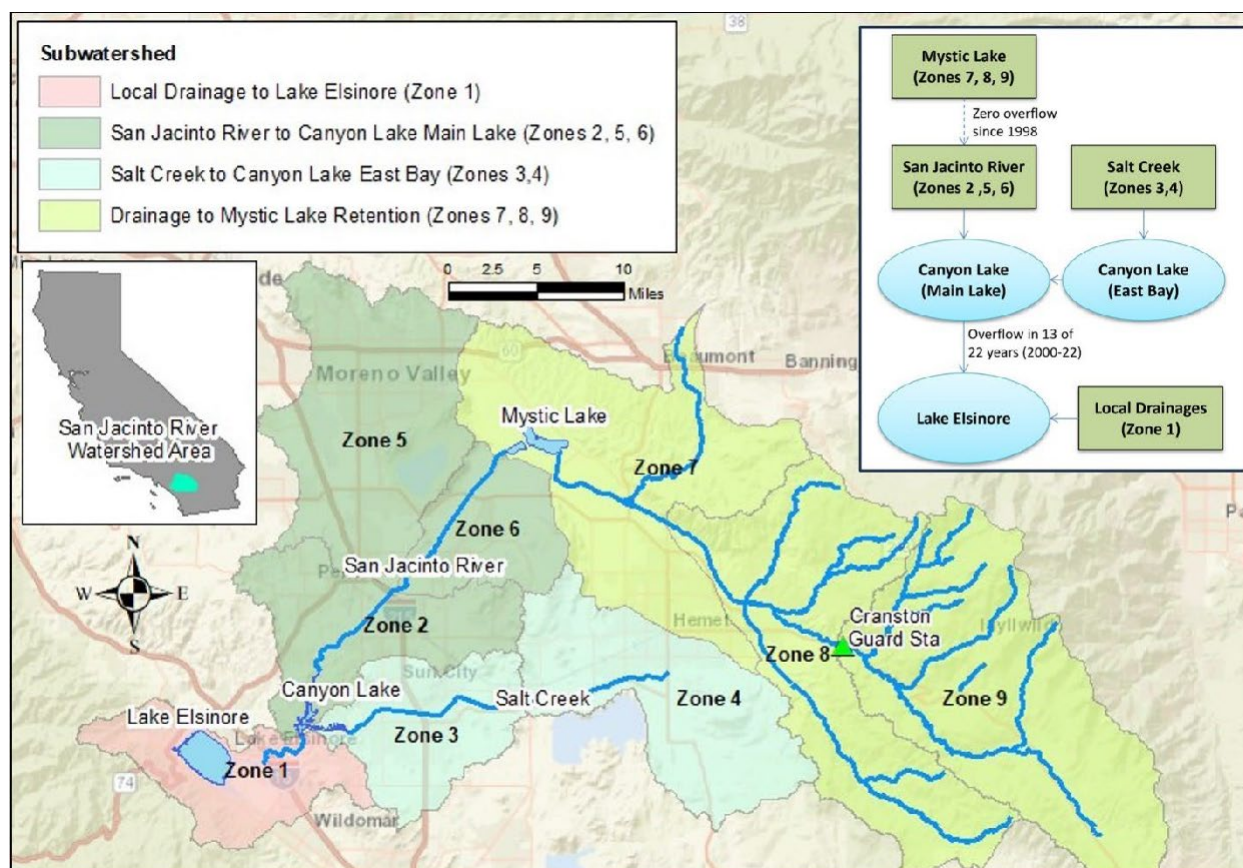 Subwatershed
Local Drainage to Lake Elsinore (Zone 1)
San Jacinto River to Canyon Lake Main Lake (Zones 2, 5, 6)
Salt Creek to Canyon Lake East Bay (Zones 3,4)
Drainage to Mystic Lake Retention (Zones 7, 8, 9)
38
Mystic Lake
(Zones 7, 8, 9)
Zero overflow
since 1998
San Jacinto River
(Zones 2 ,5, 6)
Salt Creek
(Zones 3,4)
Canyon Lake
(Main Lake)
Canyon Lake
(East Bay)
Overflow in 13 of
22 years (2000-22)
Lake Elsinore
Local Drainages
(Zone 1)
0 2.5 5 10
Miles
San Jacinto River
Watershed Area
N
W E
S
60
Beaumont
Banning
Moreno Valley
Mystic Lake
Zone 5
Zone 7
Zone 6
San Jacinto River
Zone 2
Hemet
Cranston
Guard Sta
Idyllwild
Zone 8
Zone 9
Sun City
Canyon Lake
Salt Creek
Zone 4
Lake Elsinore
Lake Elsinore
Zone 3
Zone 1
74
Wildomar